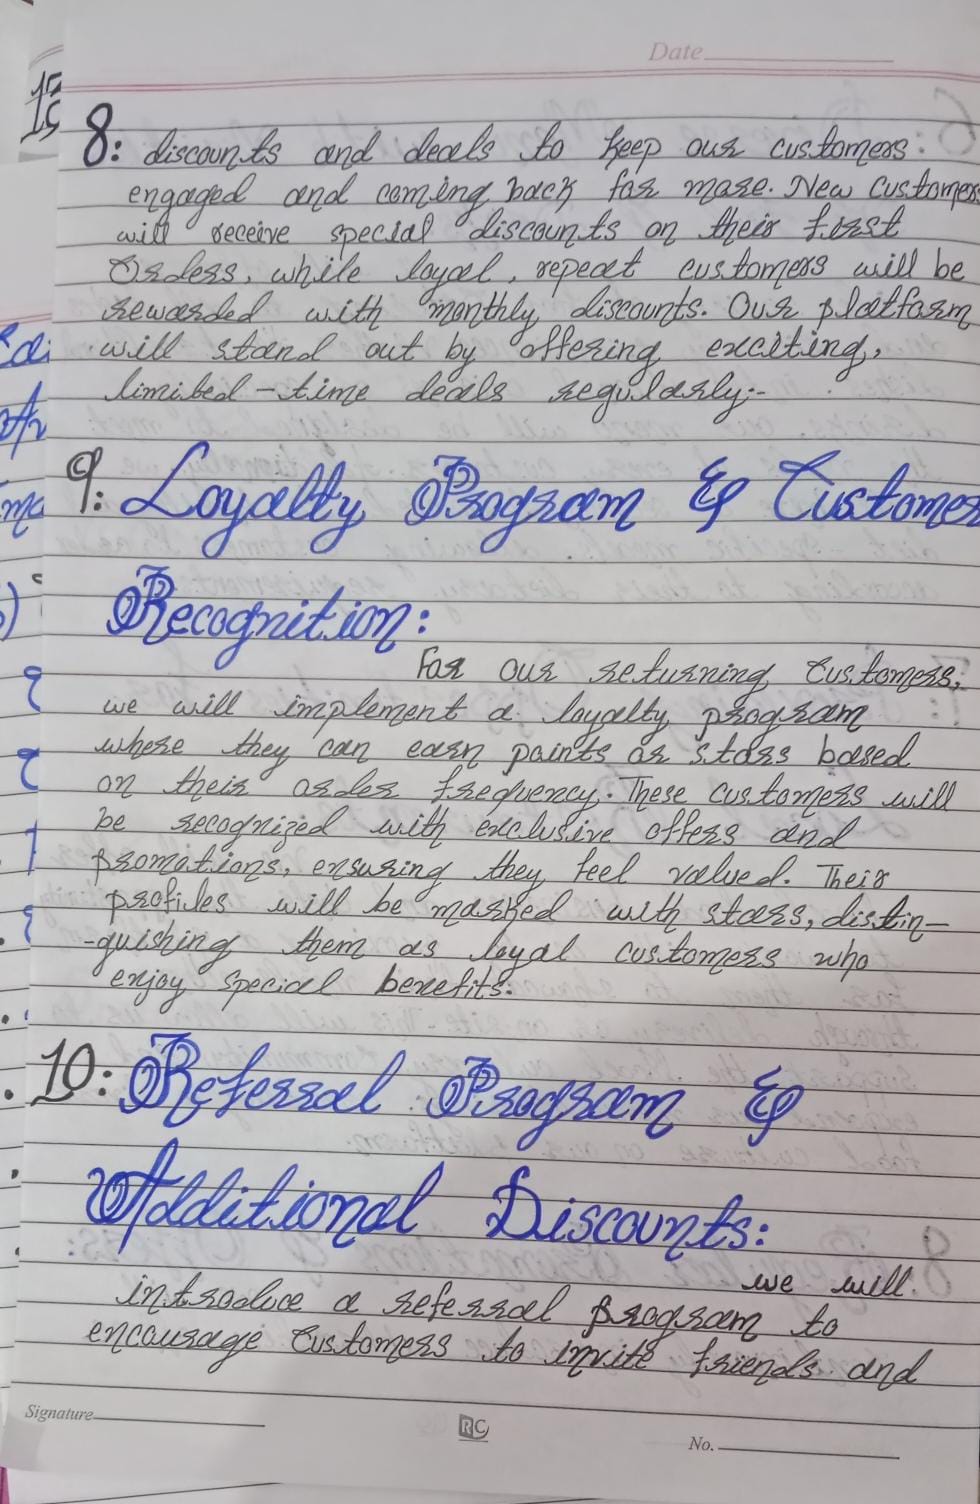 Date
8: discounts and deals to keep our customers
engaged and coming back for more. New customers
will receive special discounts on their first
Orders, while loyal, repeat customers will be
rewarded with monthly discounts. Our platform
will stand out by offering exciting,
limited-time deals regularly:-
9: Loyalty Program & Customer
Recognition:
For our returning customers,
we will implement a loyalty program
where they can earn points or stars based
on their order frequency. These customers will
be recognized with exclusive offers and
promotions, ensuring they feel valued. Their
profiles will be marked with stars, distin-
-guishing them as loyal customers who
enjoy special benefits.
10: Referral Program &
Additional Discounts:
we will
introduce a referral program to
encourage customers to invite friends and
Signature
RC
No.